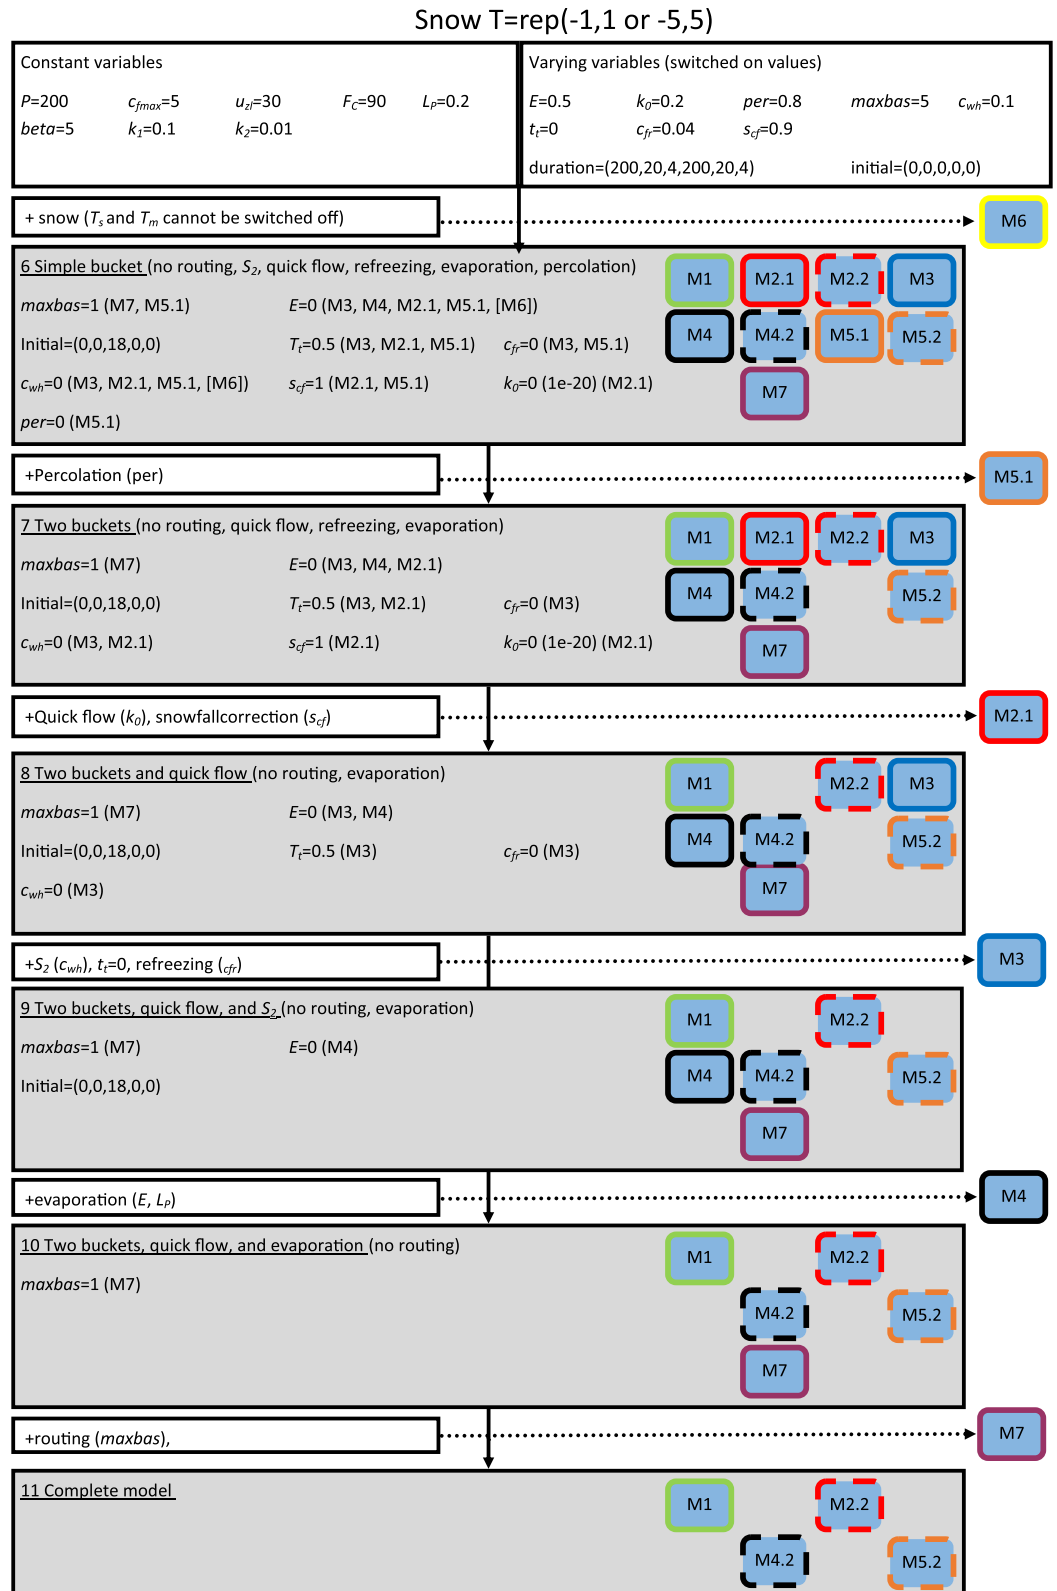 Snow T=rep(-1,1 or -5,5)
Constant variables
P=200 cfmax=5 uzl=30 FC=90 LP=0.2
beta=5 k1=0.1 k2=0.01
Varying variables (switched on values)
E=0.5 k0=0.2 per=0.8 maxbas=5 cwh=0.1
tt=0 cfr=0.04 scf=0.9
duration=(200,20,4,200,20,4) initial=(0,0,0,0,0)
+ snow (Ts and Tm cannot be switched off)
M6
6 Simple bucket (no routing, S2, quick flow, refreezing, evaporation, percolation)
maxbas=1 (M7, M5.1) E=0 (M3, M4, M2.1, M5.1, [M6])
Initial=(0,0,18,0,0) Tt=0.5 (M3, M2.1, M5.1) cfr=0 (M3, M5.1)
cwh=0 (M3, M2.1, M5.1, [M6]) scf=1 (M2.1, M5.1) k0=0 (1e-20) (M2.1)
per=0 (M5.1)
M1 M2.1 M2.2 M3
M4 M4.2 M5.1 M5.2
M7
+Percolation (per)
M5.1
7 Two buckets (no routing, quick flow, refreezing, evaporation)
maxbas=1 (M7) E=0 (M3, M4, M2.1)
Initial=(0,0,18,0,0) Tt=0.5 (M3, M2.1) cfr=0 (M3)
cwh=0 (M3, M2.1) scf=1 (M2.1) k0=0 (1e-20) (M2.1)
M1 M2.1 M2.2 M3
M4 M4.2 M5.2
M7
+Quick flow (k0), snowfallcorrection (scf)
M2.1
8 Two buckets and quick flow (no routing, evaporation)
maxbas=1 (M7) E=0 (M3, M4)
Initial=(0,0,18,0,0) Tt=0.5 (M3) cfr=0 (M3)
cwh=0 (M3)
M1 M2.2 M3
M4 M4.2 M5.2
M7
+S2 (cwh), tt=0, refreezing (cfr)
M3
9 Two buckets, quick flow, and S2 (no routing, evaporation)
maxbas=1 (M7) E=0 (M4)
Initial=(0,0,18,0,0)
M1 M2.2
M4 M4.2 M5.2
M7
+evaporation (E, LP)
M4
10 Two buckets, quick flow, and evaporation (no routing)
maxbas=1 (M7)
M1 M2.2
M4.2 M5.2
M7
+routing (maxbas),
M7
11 Complete model
M1 M2.2
M4.2 M5.2